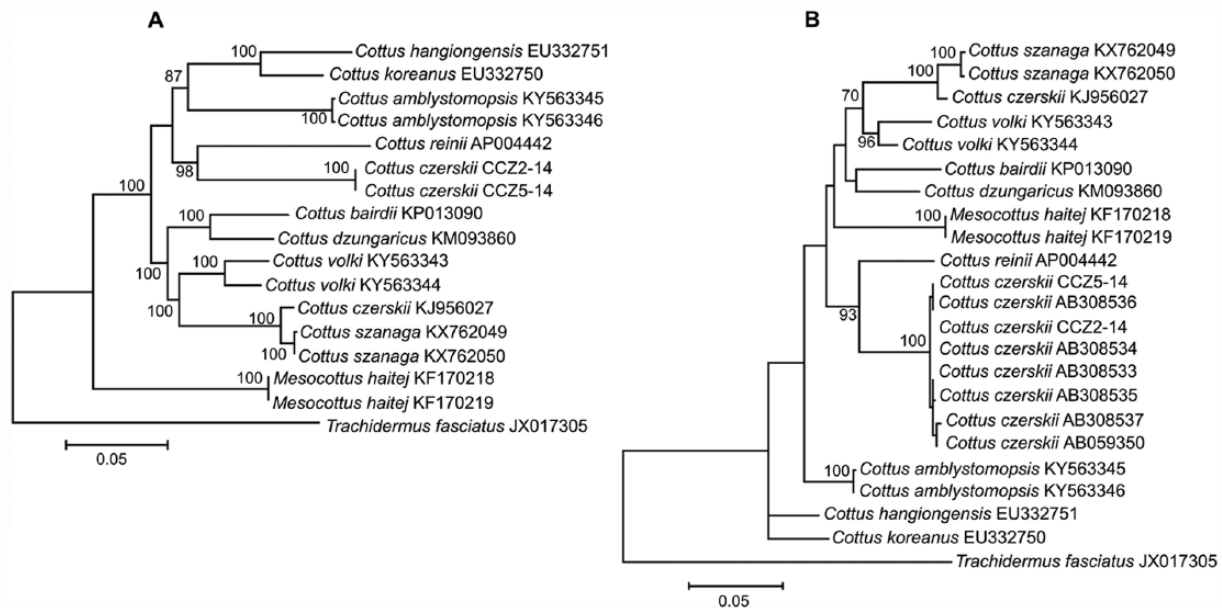 A
100
Cottus hangiongensis EU332751
Cottus koreanus EU332750
87
Cottus amblystomopsis KY563345
100
Cottus amblystomopsis KY563346
Cottus reinii AP004442
98
100
Cottus czerskii CCZ2-14
Cottus czerskii CCZ5-14
100
100
Cottus bairdii KP013090
Cottus dzungaricus KM093860
100
100
Cottus volki KY563343
Cottus volki KY563344
100
100
Cottus czerskii KJ956027
Cottus szanaga KX762049
100
Cottus szanaga KX762050
100
Mesocottus haitej KF170218
Mesocottus haitej KF170219
Trachidermus fasciatus JX017305
0.05
B
100
Cottus szanaga KX762049
100
Cottus szanaga KX762050
70
Cottus czerskii KJ956027
Cottus volki KY563343
96
Cottus volki KY563344
Cottus bairdii KP013090
Cottus dzungaricus KM093860
100
Mesocottus haitej KF170218
Mesocottus haitej KF170219
Cottus reinii AP004442
93
Cottus czerskii CCZ5-14
Cottus czerskii AB308536
Cottus czerskii CCZ2-14
100
Cottus czerskii AB308534
Cottus czerskii AB308533
Cottus czerskii AB308535
Cottus czerskii AB308537
Cottus czerskii AB059350
100
Cottus amblystomopsis KY563345
Cottus amblystomopsis KY563346
Cottus hangiongensis EU332751
Cottus koreanus EU332750
Trachidermus fasciatus JX017305
0.05